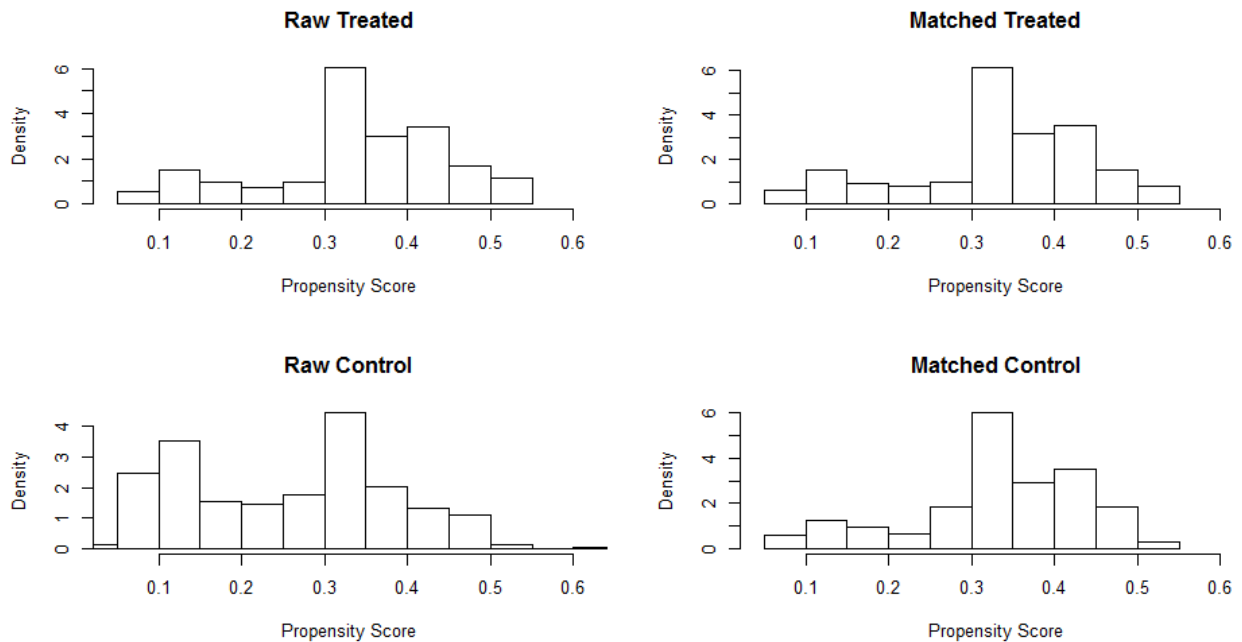 Raw Treated
Density
0 2 4 6
0.1 0.2 0.3 0.4 0.5 0.6
Propensity Score
Matched Treated
Density
0 2 4 6
0.1 0.2 0.3 0.4 0.5 0.6
Propensity Score
Raw Control
Density
0 1 2 3 4
0.1 0.2 0.3 0.4 0.5 0.6
Propensity Score
Matched Control
Density
0 2 4 6
0.1 0.2 0.3 0.4 0.5 0.6
Propensity Score